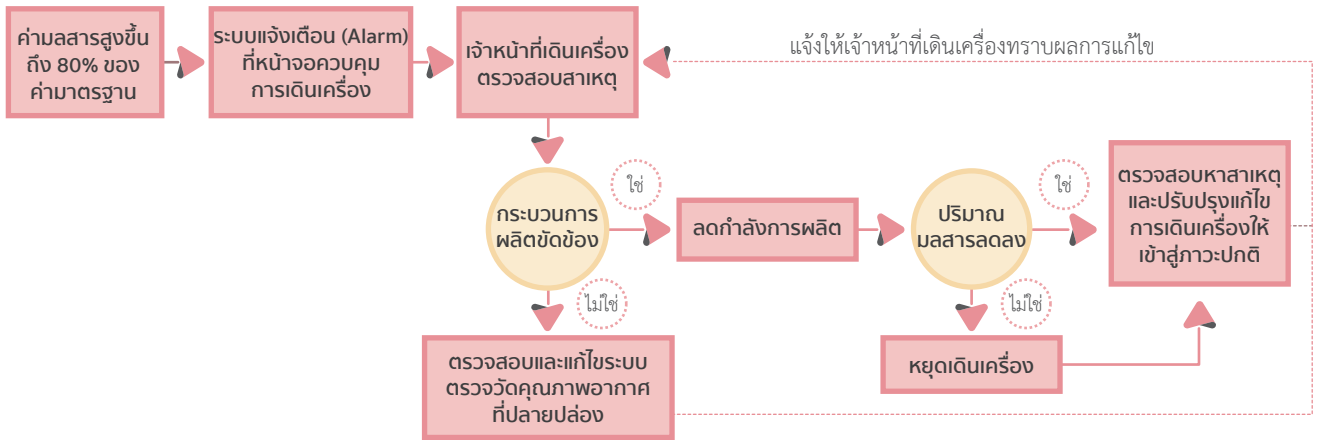 ค่ามลสารสูงขึ้น
ถึง 80% ของ
ค่ามาตรฐาน
ระบบแจ้งเตือน (Alarm)
ที่หน้าจอควบคุม
การเดินเครื่อง
เจ้าหน้าที่เดินเครื่อง
ตรวจสอบสาเหตุ
แจ้งให้เจ้าหน้าที่เดินเครื่องทราบผลการแก้ไข
กระบวนการ
ผลิตขัดข้อง
ใช่
ลดกำลังการผลิต
ปริมาณ
มลสารลดลง
ใช่
ตรวจสอบหาสาเหตุ
และปรับปรุงแก้ไข
การเดินเครื่องให้
เข้าสู่ภาวะปกติ
ไม่ใช่
ตรวจสอบและแก้ไขระบบ
ตรวจวัดคุณภาพอากาศ
ที่ปลายปล่อง
ไม่ใช่
หยุดเดินเครื่อง